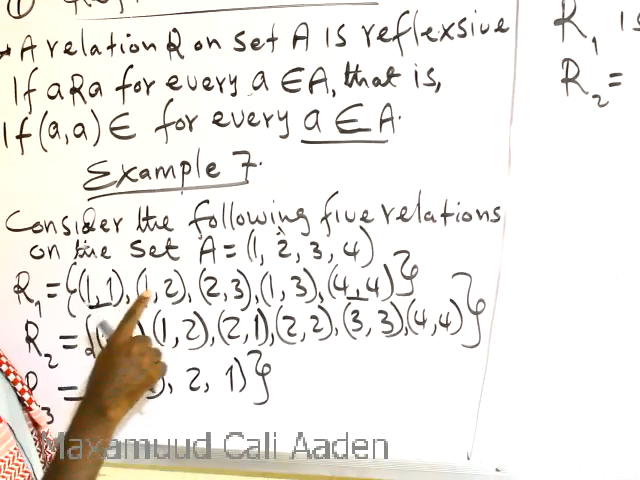 A relation R on set A is reflexsive
If aRa for every a ∈ A, that is,
If (a,a) ∈ for every a ∈ A.
Example 7.
Consider the following five relations
on the set A = (1, 2, 3, 4)
R₁ = {(1,1), (1,2), (2,3), (1,3), (4,4)}
R₂ = {(1, (1,2), (2,1), (2,2), (3,3), (4,4)}
R₃ = , 2, 1)}
R₁ is
R₂ =
Maxamuud Cali Aaden